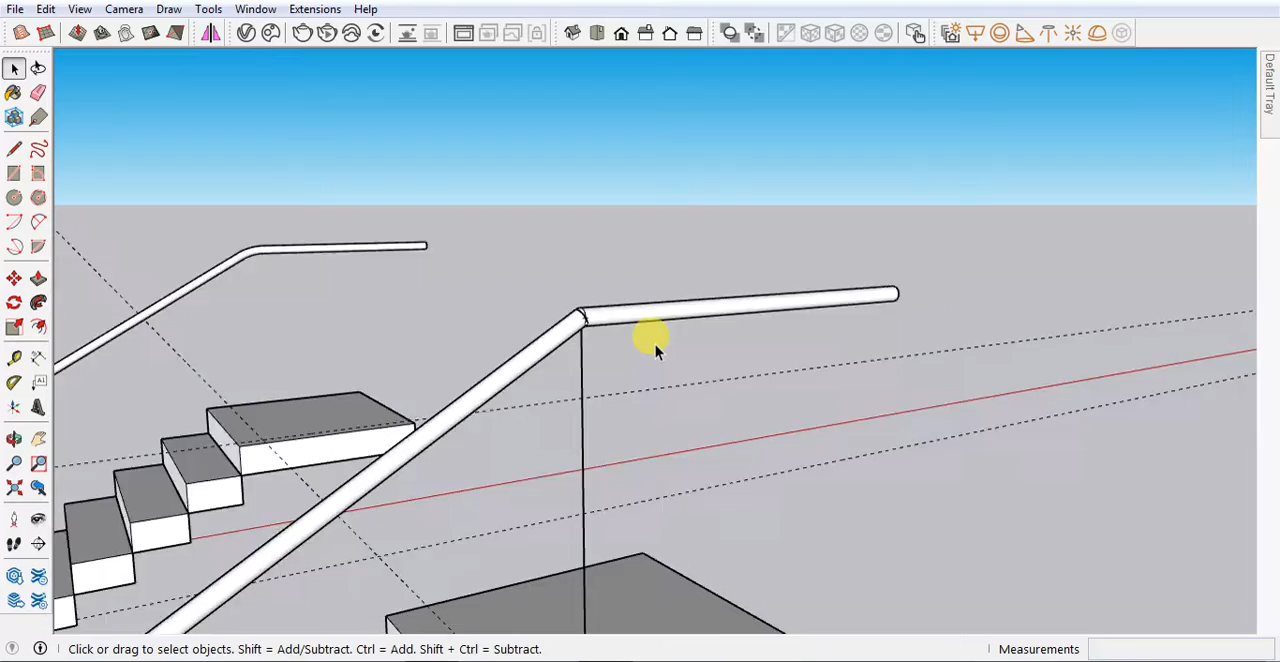 File Edit View Camera Draw Tools Window Extensions Help
Default Tray
A1
Click or drag to select objects. Shift = Add/Subtract. Ctrl = Add. Shift + Ctrl = Subtract.
Measurements